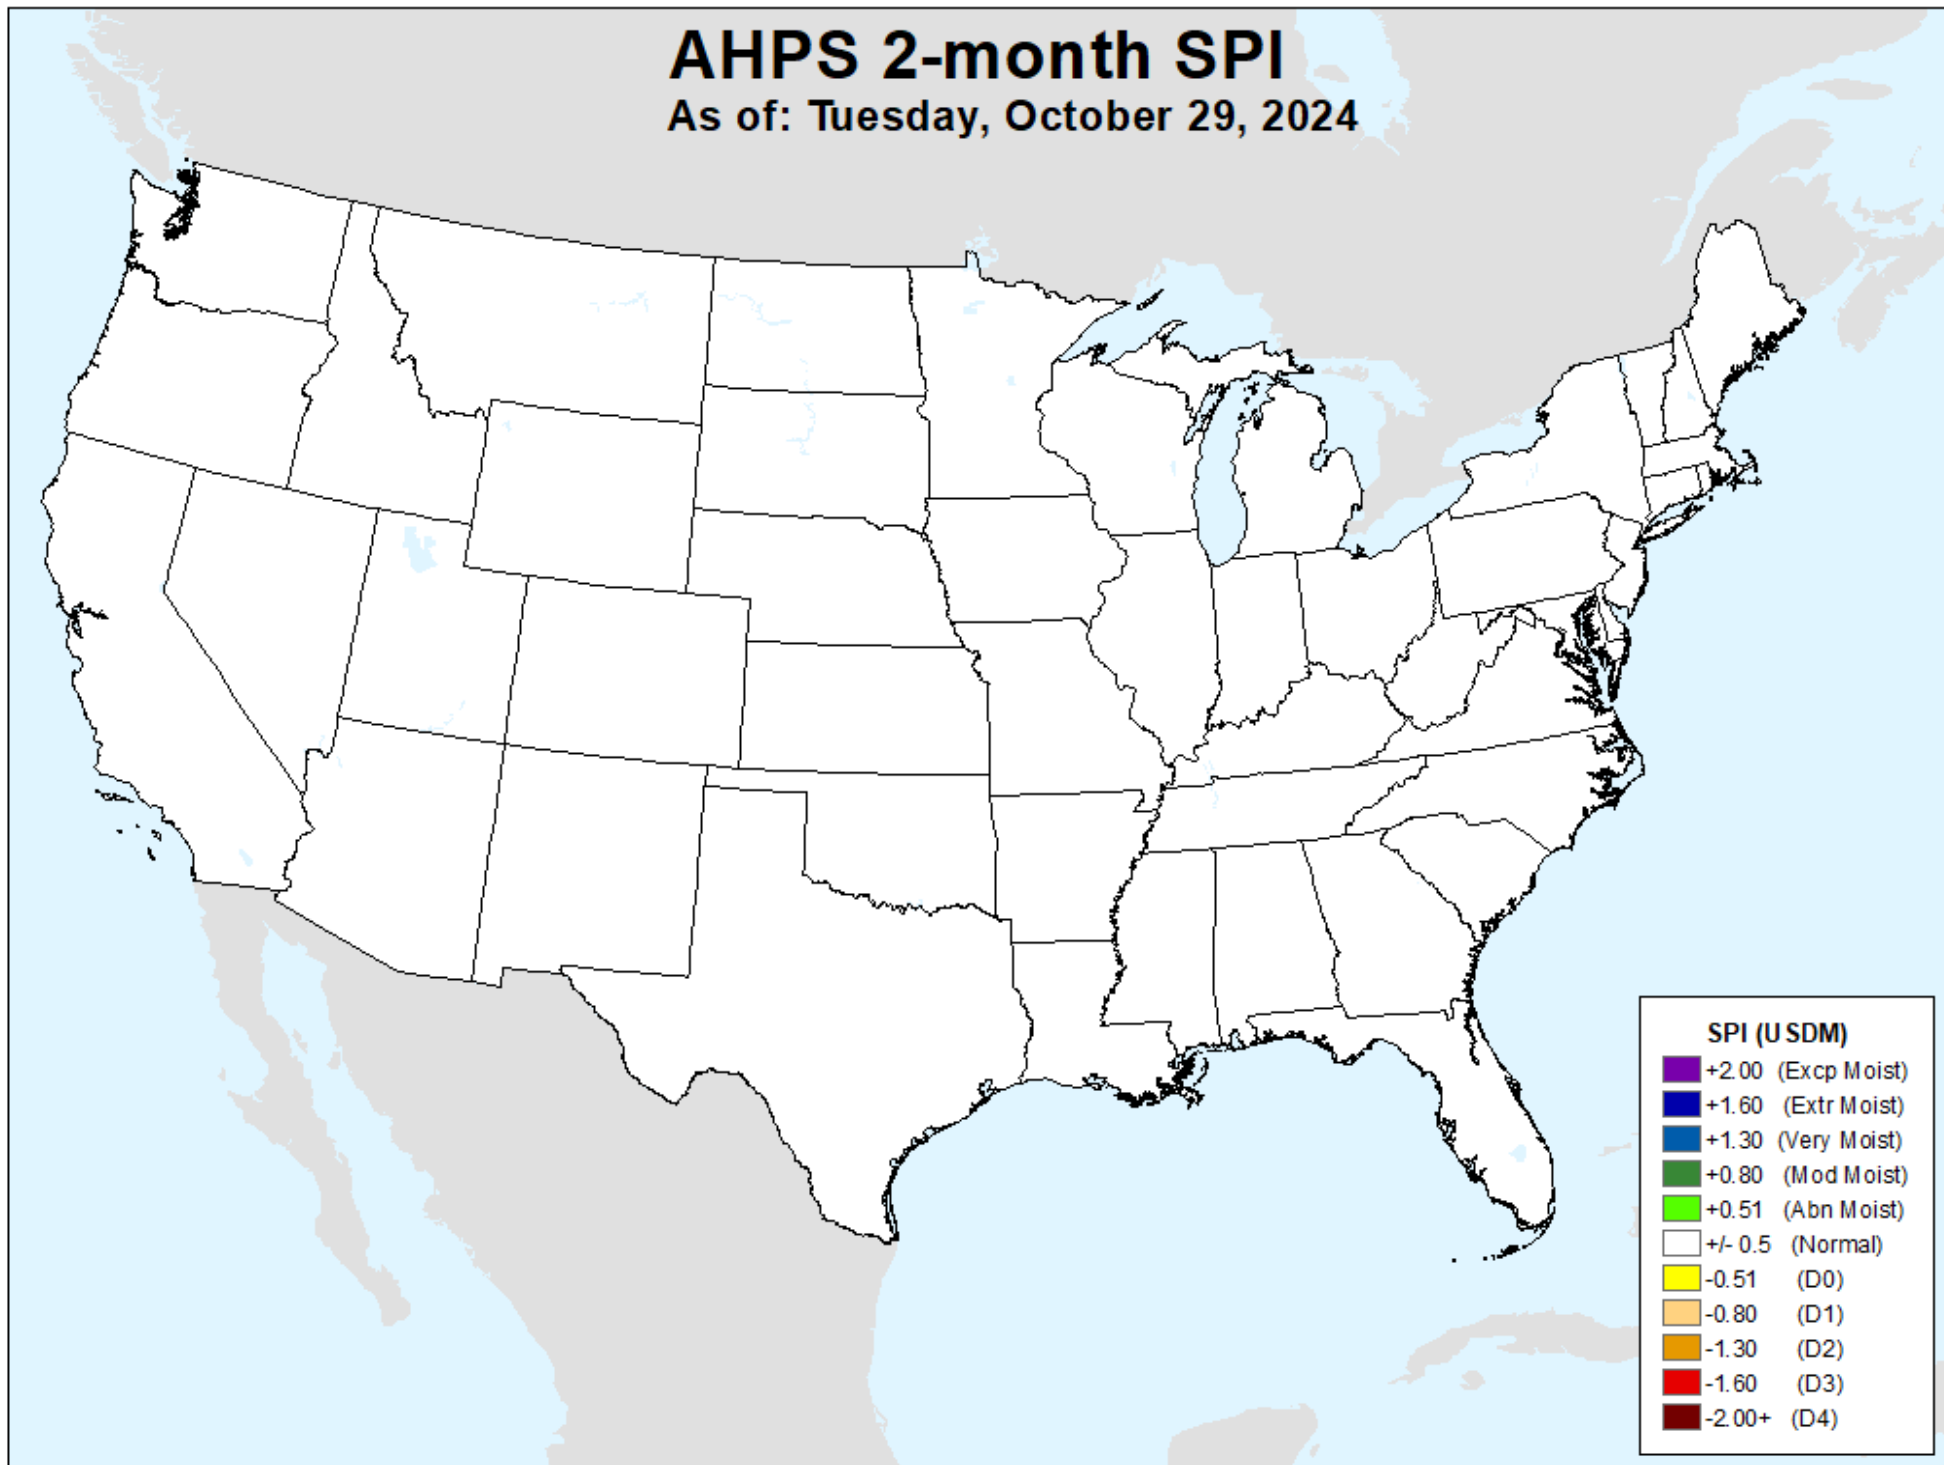 AHPS 2-month SPI
As of: Tuesday, October 29, 2024
SPI (USDM)
+2.00 (Excp Moist)
+1.60 (Extr Moist)
+1.30 (Very Moist)
+0.80 (Mod Moist)
+0.51 (Abn Moist)
+/- 0.5 (Normal)
-0.51 (D0)
-0.80 (D1)
-1.30 (D2)
-1.60 (D3)
-2.00+ (D4)